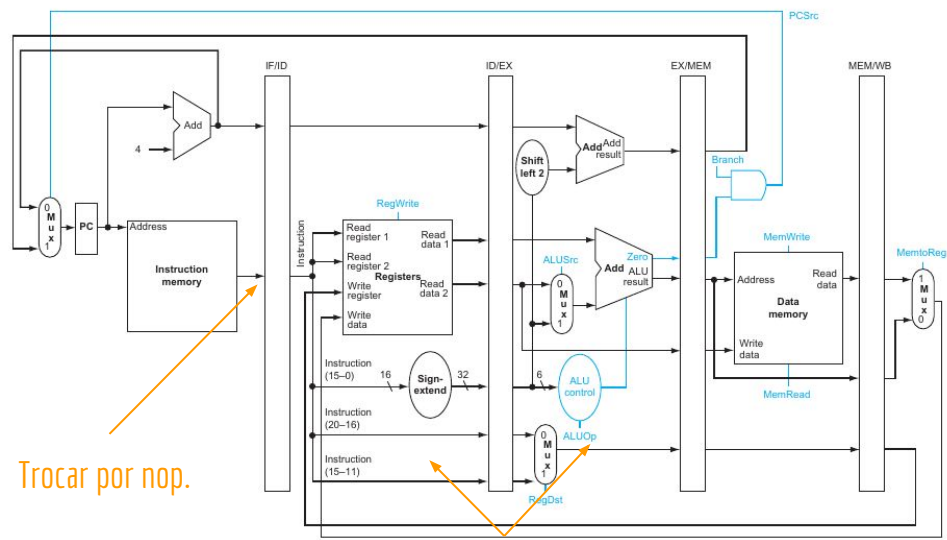 PCSrc
IF/ID
ID/EX
EX/MEM
MEM/WB
Add
4
Shift
left 2
Add
Add
result
Branch
0
M
u
x
1
PC
Address
Instruction
memory
Instruction
RegWrite
Read
register 1
Read
register 2
Write
register
Write
data
Registers
Read
data 1
Read
data 2
ALUSrc
0
M
u
x
1
Zero
Add
ALU
result
MemWrite
Address
Read
data
Data
memory
Write
data
MemRead
MemtoReg
1
M
u
x
0
Instruction
(15–0)
16
Sign-
extend
32
6
ALU
control
ALUOp
Instruction
(20–16)
Instruction
(15–11)
0
M
u
x
1
RegDst
Trocar por nop.